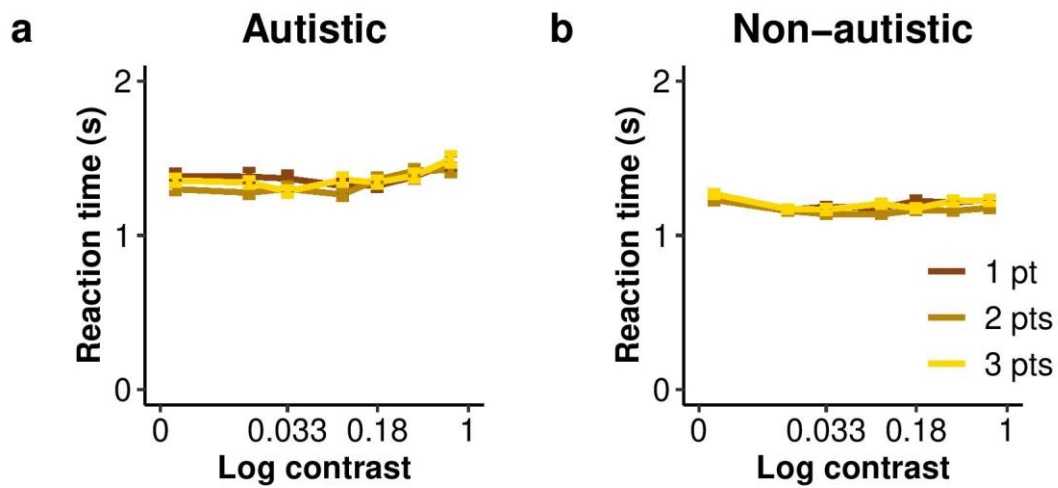 a
Autistic
Reaction time (s)
2
1
0
0 0.033 0.18 1
Log contrast
b
Non-autistic
Reaction time (s)
2
1
0
1 pt
2 pts
3 pts
0 0.033 0.18 1
Log contrast